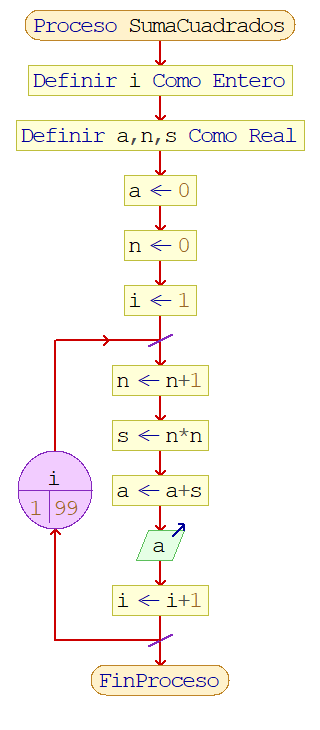 Proceso SumaCuadrados
Definir i Como Entero
Definir a,n,s Como Real
a ← 0
n ← 0
i ← 1
n ← n+1
s ← n*n
a ← a+s
i
1 99
a
i ← i+1
FinProceso